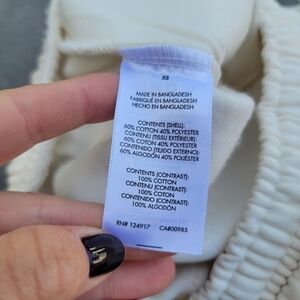 XS
MADE IN BANGLADESH
FABRIQUÉ EN BANGLADESH
HECHO EN BANGLADESH
CONTENTS (SHELL):
60% COTTON 40% POLYESTER
CONTENU (TISSU EXTÉRIEUR):
60% COTON 40% POLYESTER
CONTENIDO (TEJIDO EXTERNO):
60% ALGODÓN 40% POLIÉSTER
CONTENTS (CONTRAST):
100% COTTON
CONTENU (CONTRAST):
100% COTON
CONTENIDO (CONTRAST):
100% ALGODÓN
RN# 124917 CA#00985